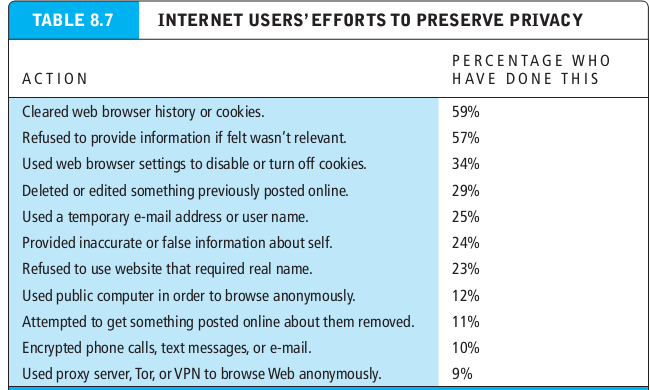 TABLE 8.7 INTERNET USERS’ EFFORTS TO PRESERVE PRIVACY
PERCENTAGE WHO
ACTION HAVE DONE THIS
Cleared web browser history or cookies. 59%
Refused to provide information if felt wasn’t relevant. 57%
Used web browser settings to disable or turn off cookies. 34%
Deleted or edited something previously posted online. 29%
Used a temporary e-mail address or user name. 25%
Provided inaccurate or false information about self. 24%
Refused to use website that required real name. 23%
Used public computer in order to browse anonymously. 12%
Attempted to get something posted online about them removed. 11%
Encrypted phone calls, text messages, or e-mail. 10%
Used proxy server, Tor, or VPN to browse Web anonymously. 9%